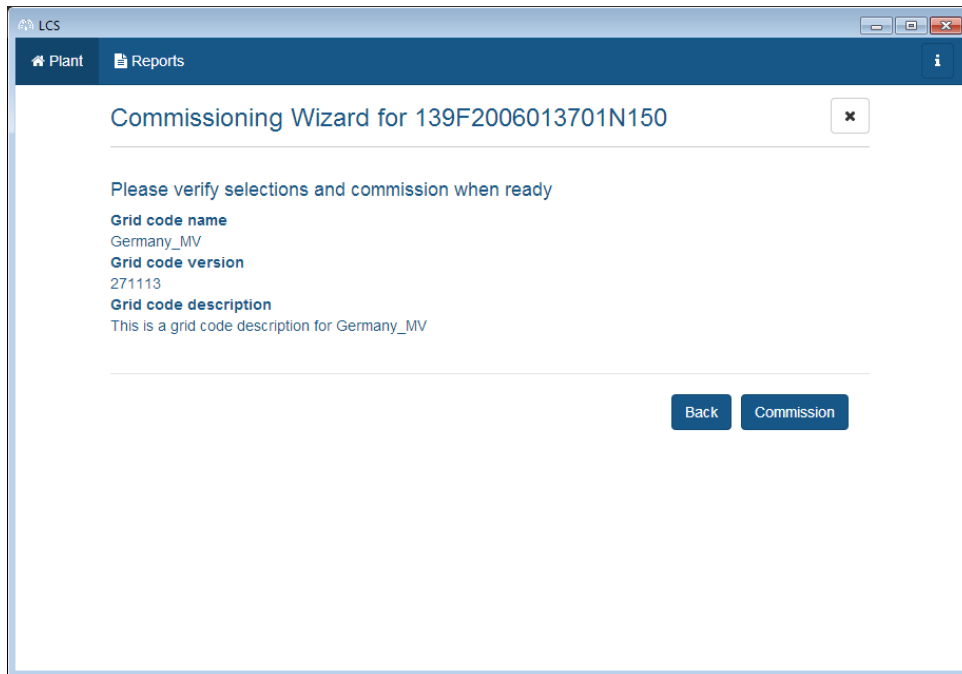 LCS
Plant Reports i
Commissioning Wizard for 139F2006013701N150
Please verify selections and commission when ready
Grid code name
Germany_MV
Grid code version
271113
Grid code description
This is a grid code description for Germany_MV
Back Commission